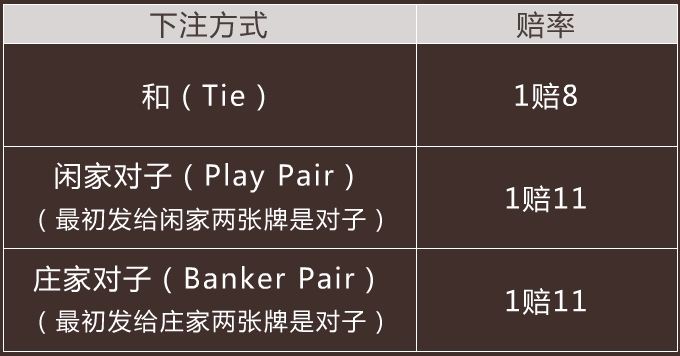 下注方式 赔率
和（Tie） 1赔8
闲家对子（Play Pair）
（最初发给闲家两张牌是对子） 1赔11
庄家对子（Banker Pair）
（最初发给庄家两张牌是对子） 1赔11